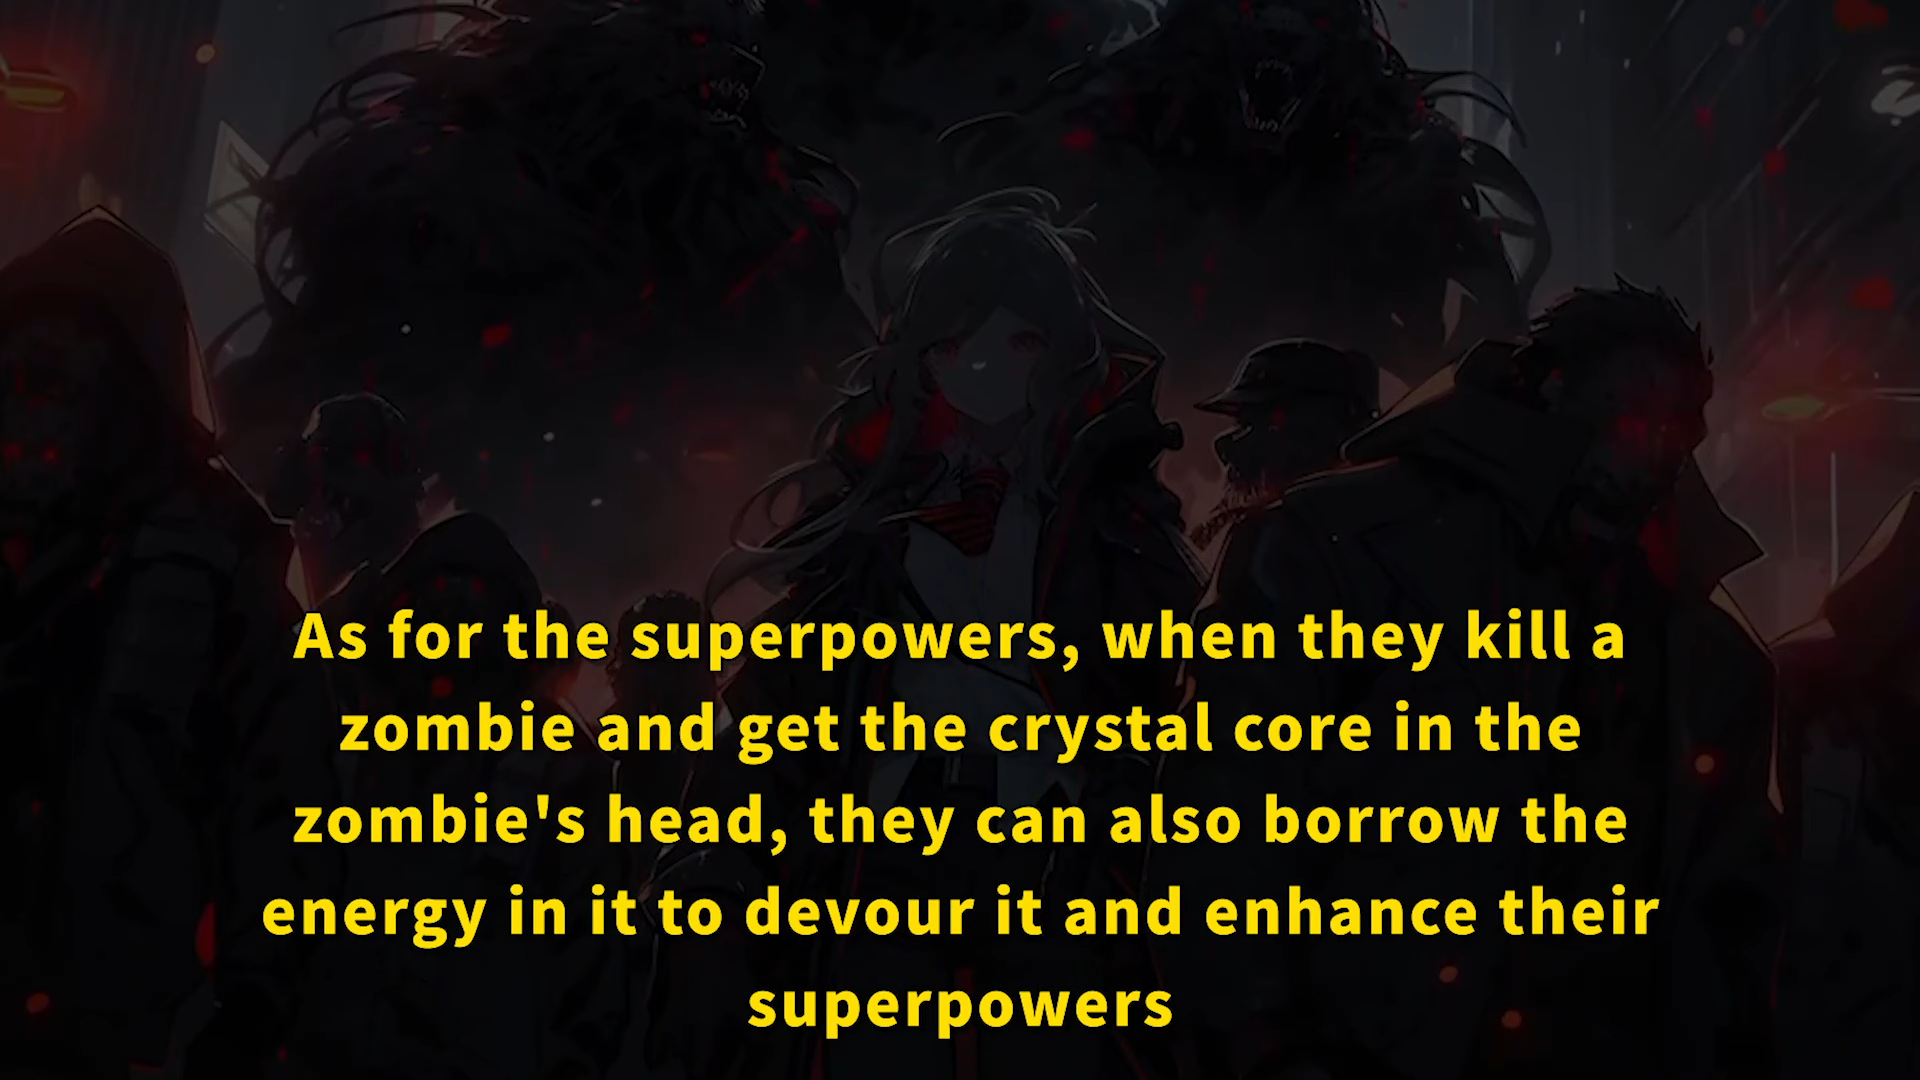 As for the superpowers, when they kill a
zombie and get the crystal core in the
zombie's head, they can also borrow the
energy in it to devour it and enhance their
superpowers